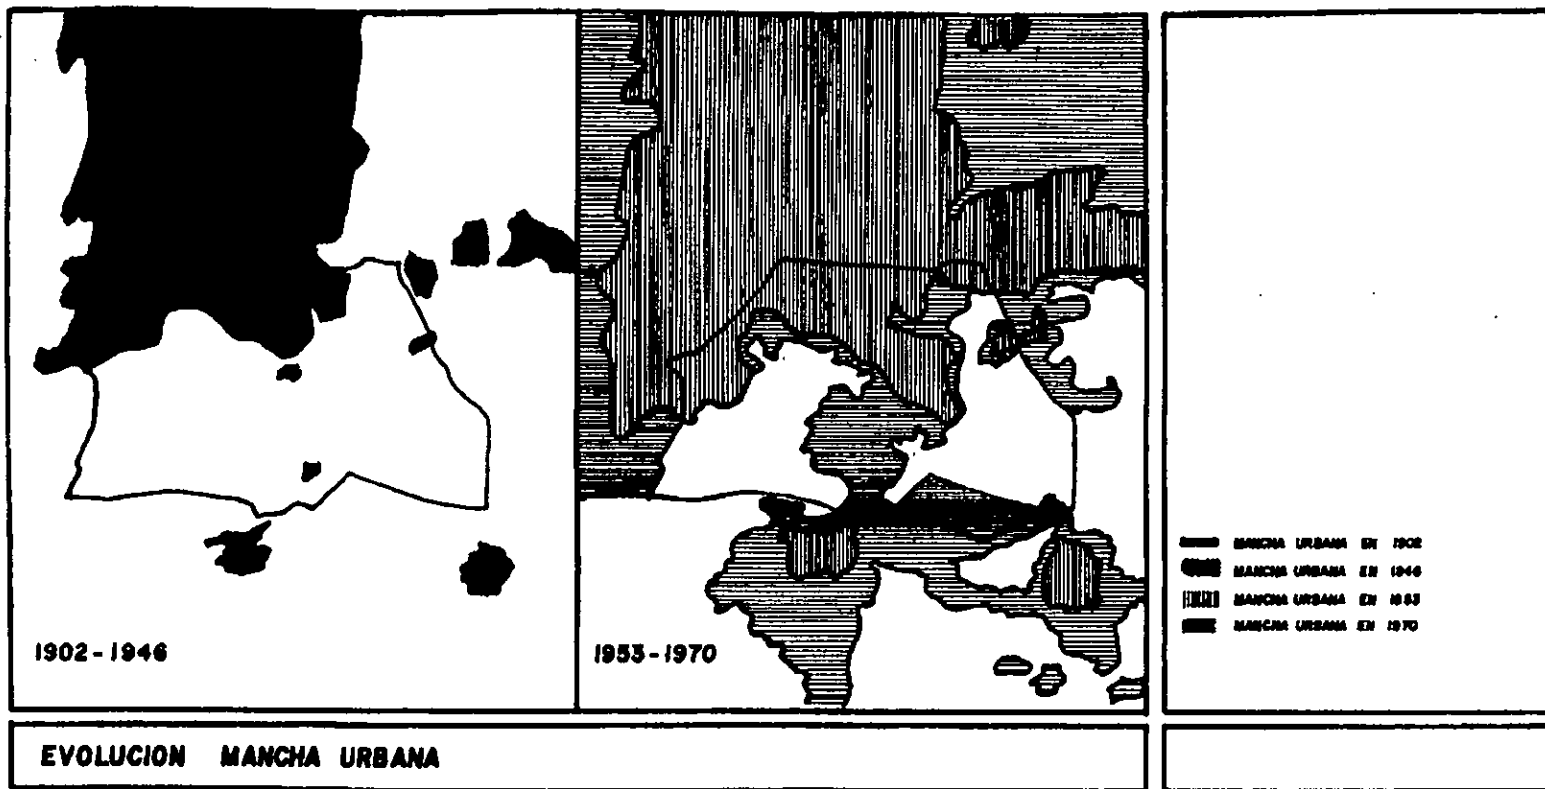 1902-1946
1953-1970
MANCHA URBANA EN 1902
MANCHA URBANA EN 1946
MANCHA URBANA EN 1953
MANCHA URBANA EN 1970
EVOLUCION MANCHA URBANA